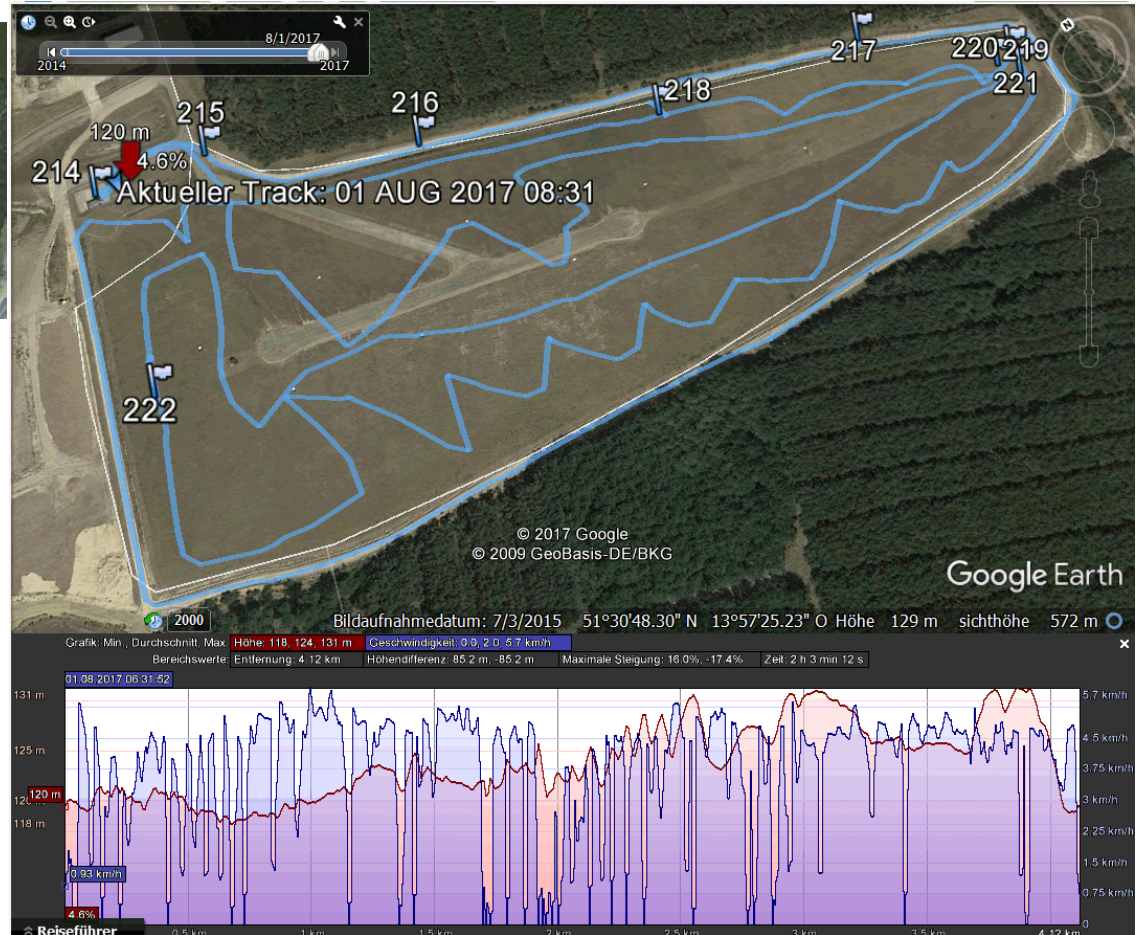 8/1/2017
2014
2017
217
220
219
221
218
216
215
120 m
4.6%
214
Aktueller Track: 01 AUG 2017 08:31
222
N
© 2017 Google
© 2009 GeoBasis-DE/BKG
Google Earth
2000
Bildaufnahmedatum: 7/3/2015 51°30'48.30" N 13°57'25.23" O Höhe 129 m sichthöhe 572 m
Grafik: Min., Durchschnitt, Max. Höhe: 118, 124, 131 m Geschwindigkeit: 0.0, 2.0, 5.7 km/h
Bereichswerte: Entfernung: 4.12 km Höhendifferenz: 85.2 m, -85.2 m Maximale Steigung: 16.0%, -17.4% Zeit: 2 h 3 min 12 s
01.08.2017 06:31:52
131 m
5.7 km/h
4.5 km/h
125 m
3.75 km/h
120 m
3 km/h
118 m
2.25 km/h
1.5 km/h
0.93 km/h
0.75 km/h
4.6%
0
Reiseführer
0.5 km
1 km
1.5 km
2 km
2.5 km
3 km
3.5 km
4.12 km